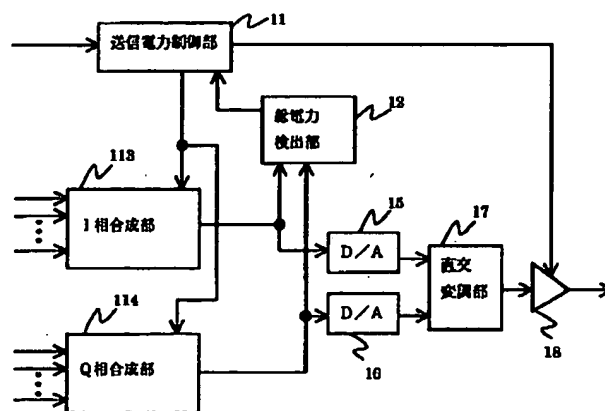 11
送信電力制御部
12
総電力
検出部
113
I相合成部
15
D/A
17
直交
変調部
114
Q相合成部
D/A
16
18